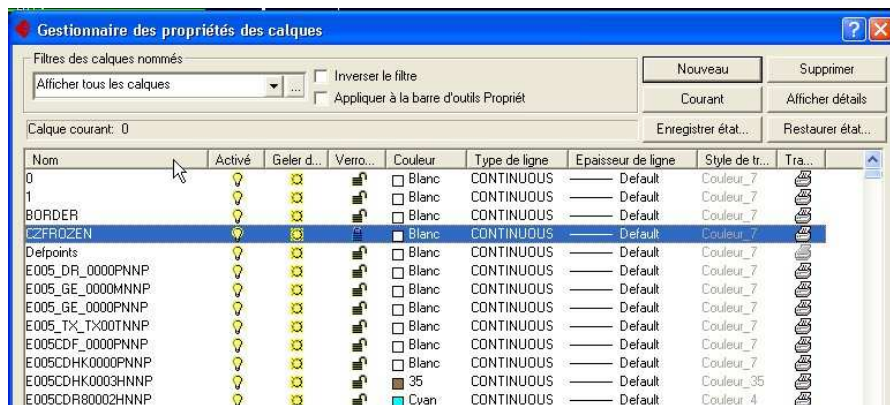 Gestionnaire des propriétés des calques
Filtres des calques nommés
Afficher tous les calques
...
Inverser le filtre
Appliquer à la barre d'outils Propriét
Nouveau
Supprimer
Courant
Afficher détails
Calque courant: 0
Enregistrer état...
Restaurer état...
Nom Activé Geler d... Verro... Couleur Type de ligne Epaisseur de ligne Style de tr... Tra...
0 Blanc CONTINUOUS Default Couleur_7
1 Blanc CONTINUOUS Default Couleur_7
BORDER Blanc CONTINUOUS Default Couleur_7
CZFROZEN Blanc CONTINUOUS Default Couleur_7
Defpoints Blanc CONTINUOUS Default Couleur_7
E005_DR_0000PNNP Blanc CONTINUOUS Default Couleur_7
E005_GE_0000MNNP Blanc CONTINUOUS Default Couleur_7
E005_GE_0000PNNP Blanc CONTINUOUS Default Couleur_7
E005_TX_TX00TNNP Blanc CONTINUOUS Default Couleur_7
E005CDF_0000PNNP Blanc CONTINUOUS Default Couleur_7
E005CDHK0000PNNP Blanc CONTINUOUS Default Couleur_7
E005CDHK0003HNNP 35 CONTINUOUS Default Couleur_35
E005CDR80002HNNP Cyan CONTINUOUS Default Couleur_4